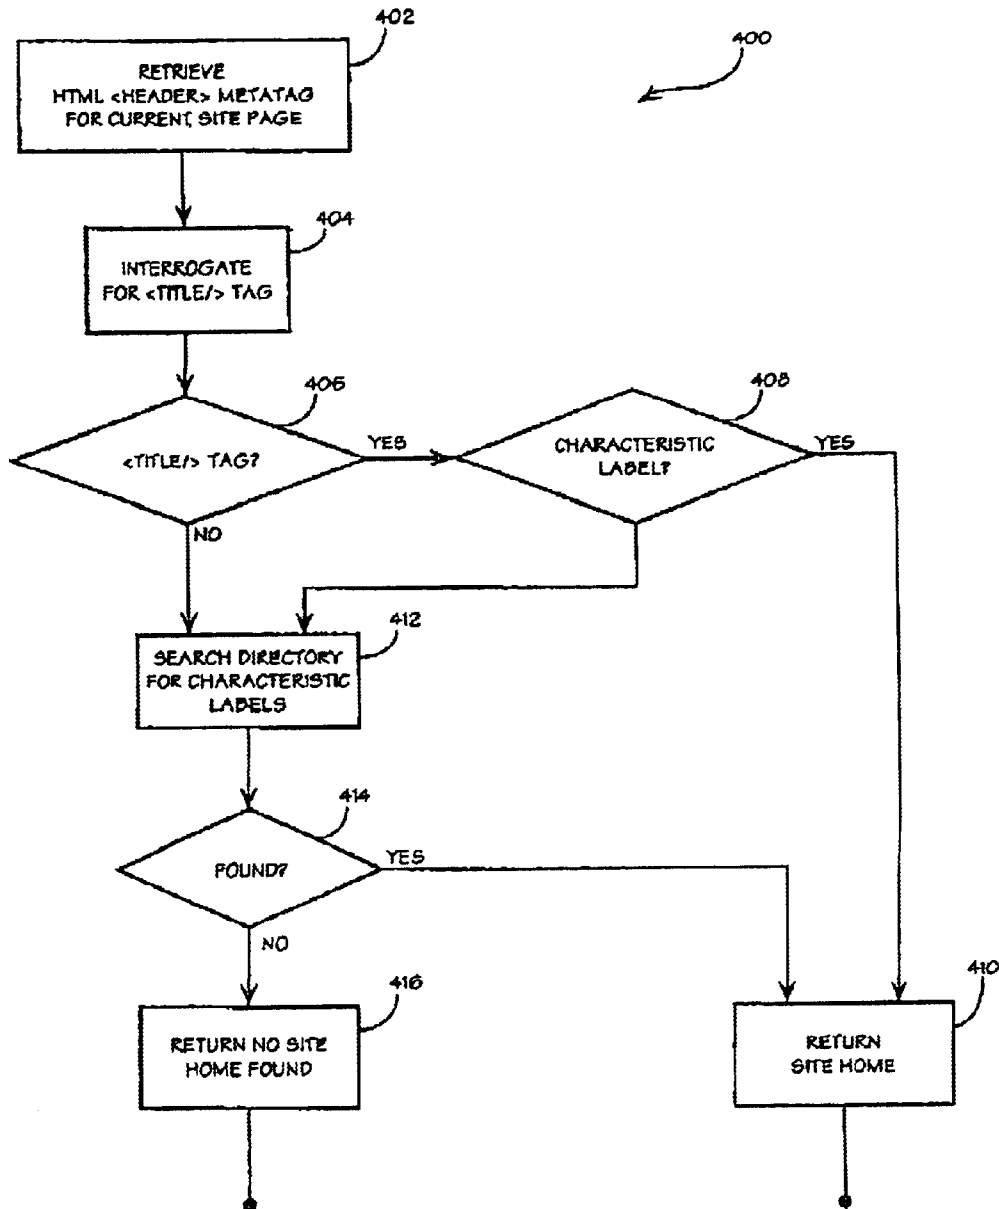 402
400
RETRIEVE
HTML <HEADER> METATAG
FOR CURRENT SITE PAGE
404
INTERROGATE
FOR <TITLE/> TAG
406
408
<TITLE/> TAG?
YES
CHARACTERISTIC
LABEL?
YES
NO
412
SEARCH DIRECTORY
FOR CHARACTERISTIC
LABELS
414
FOUND?
YES
NO
416
410
RETURN NO SITE
HOME FOUND
RETURN
SITE HOME